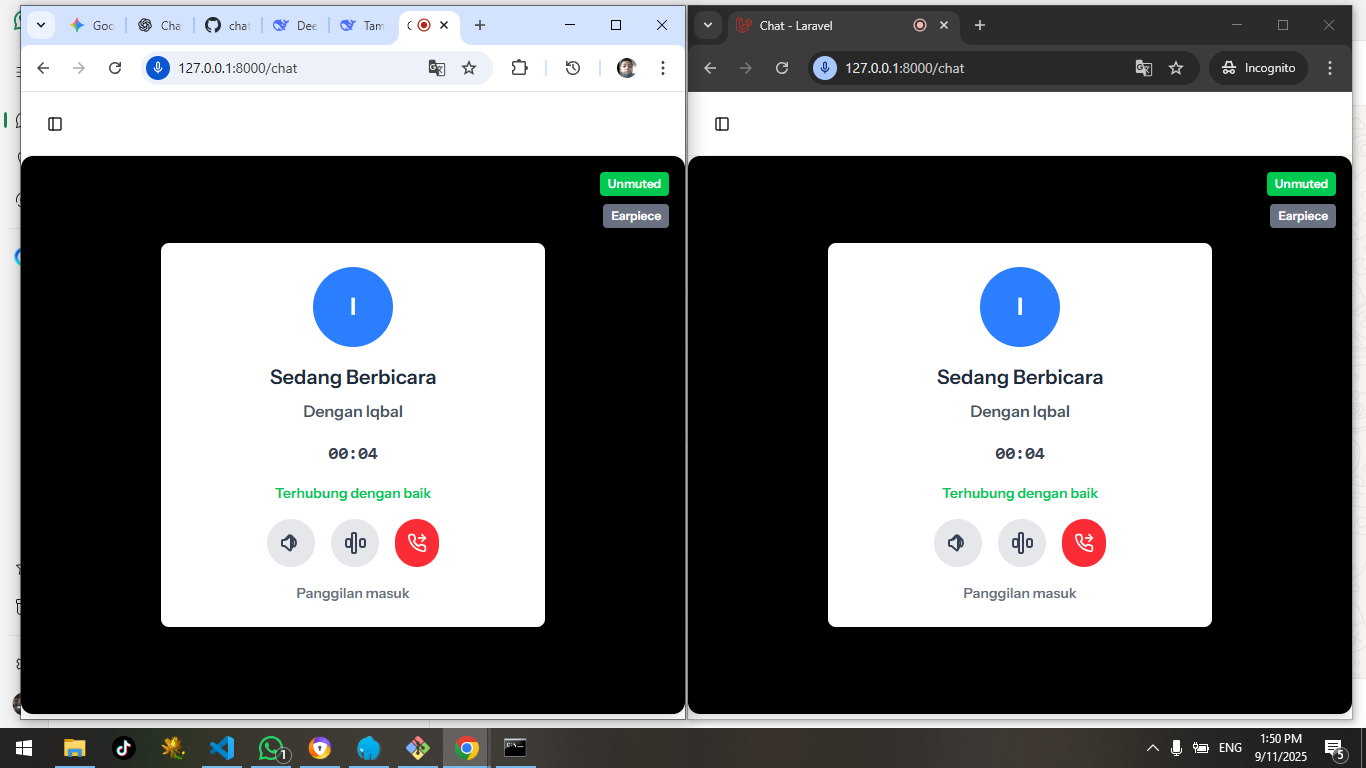 Goo
Cha
chat
Dee
Tam
127.0.0.1:8000/chat
Unmuted
Earpiece
I
Sedang Berbicara
Dengan Iqbal
00:04
Terhubung dengan baik
Panggilan masuk
Chat - Laravel
127.0.0.1:8000/chat
Incognito
Unmuted
Earpiece
I
Sedang Berbicara
Dengan Iqbal
00:04
Terhubung dengan baik
Panggilan masuk
1
ENG
1:50 PM
9/11/2025
5